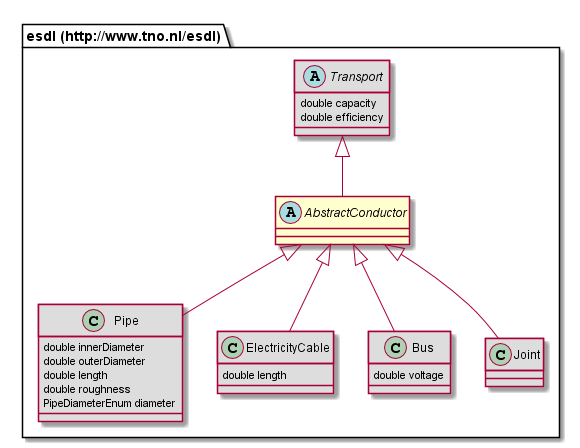 esdl (http://www.tno.nl/esdl)
A Transport
double capacity
double efficiency
A AbstractConductor
C Pipe
double innerDiameter
double outerDiameter
double length
double roughness
PipeDiameterEnum diameter
C ElectricityCable
double length
C Bus
double voltage
C Joint